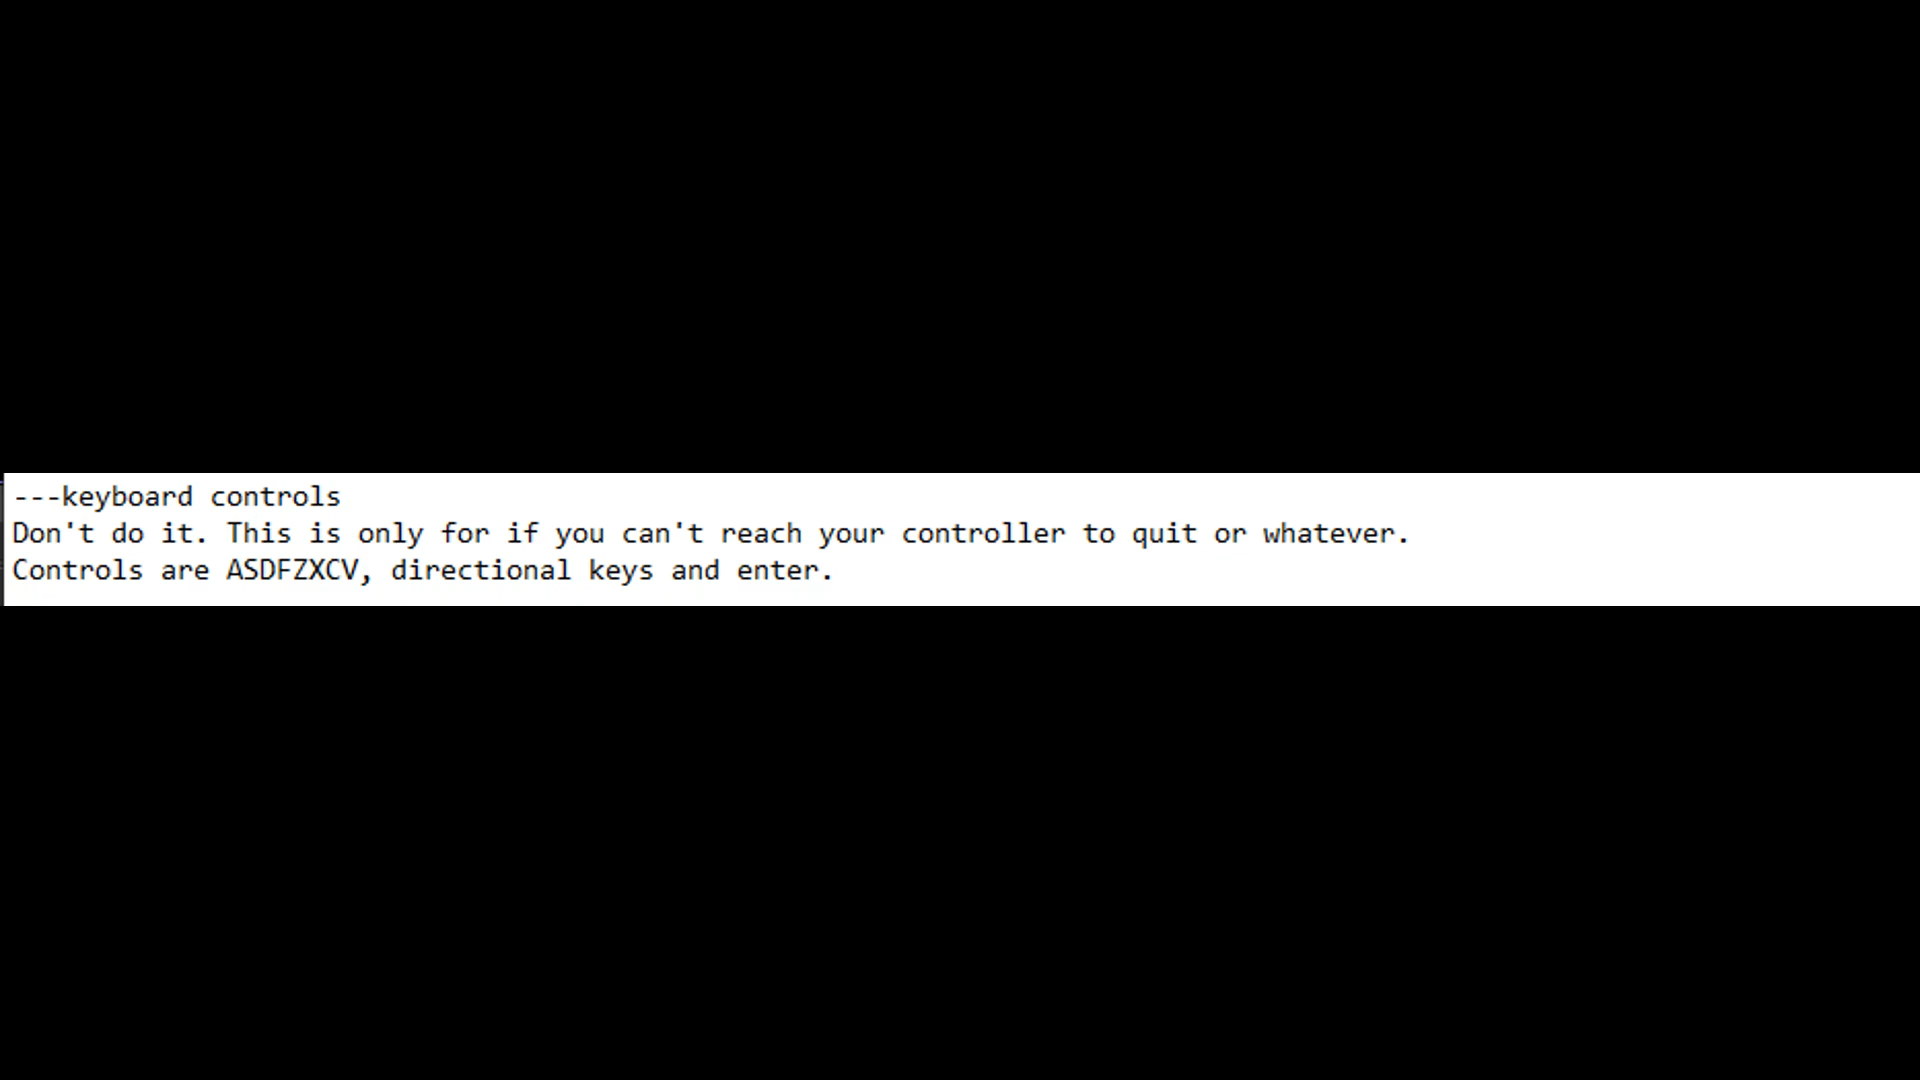 ---keyboard controls
Don't do it. This is only for if you can't reach your controller to quit or whatever.
Controls are ASDFZXCV, directional keys and enter.